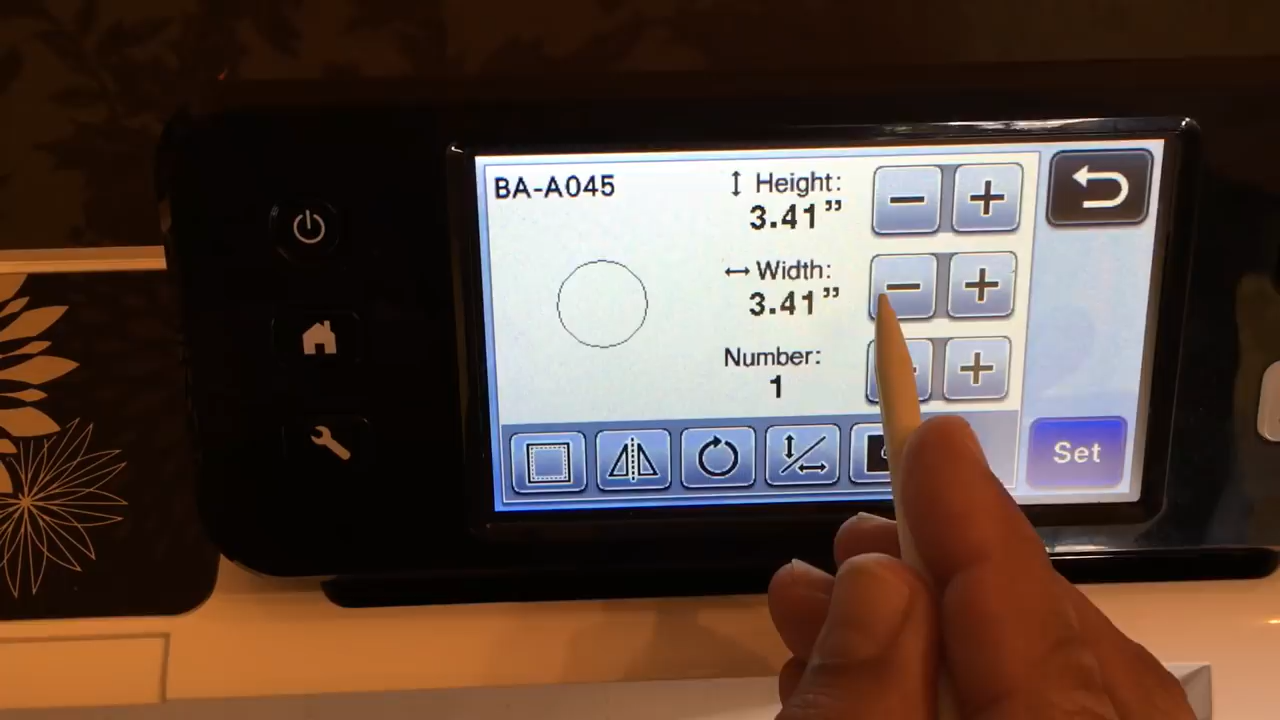 BA-A045
Height:
3.41”
Width:
3.41”
Number:
1
Set